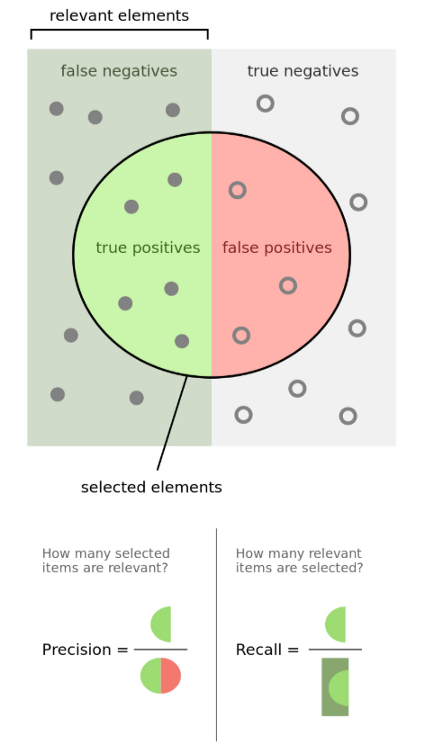 relevant elements
false negatives
true negatives
true positives
false positives
selected elements
How many selected
items are relevant?
How many relevant
items are selected?
Precision =
Recall =